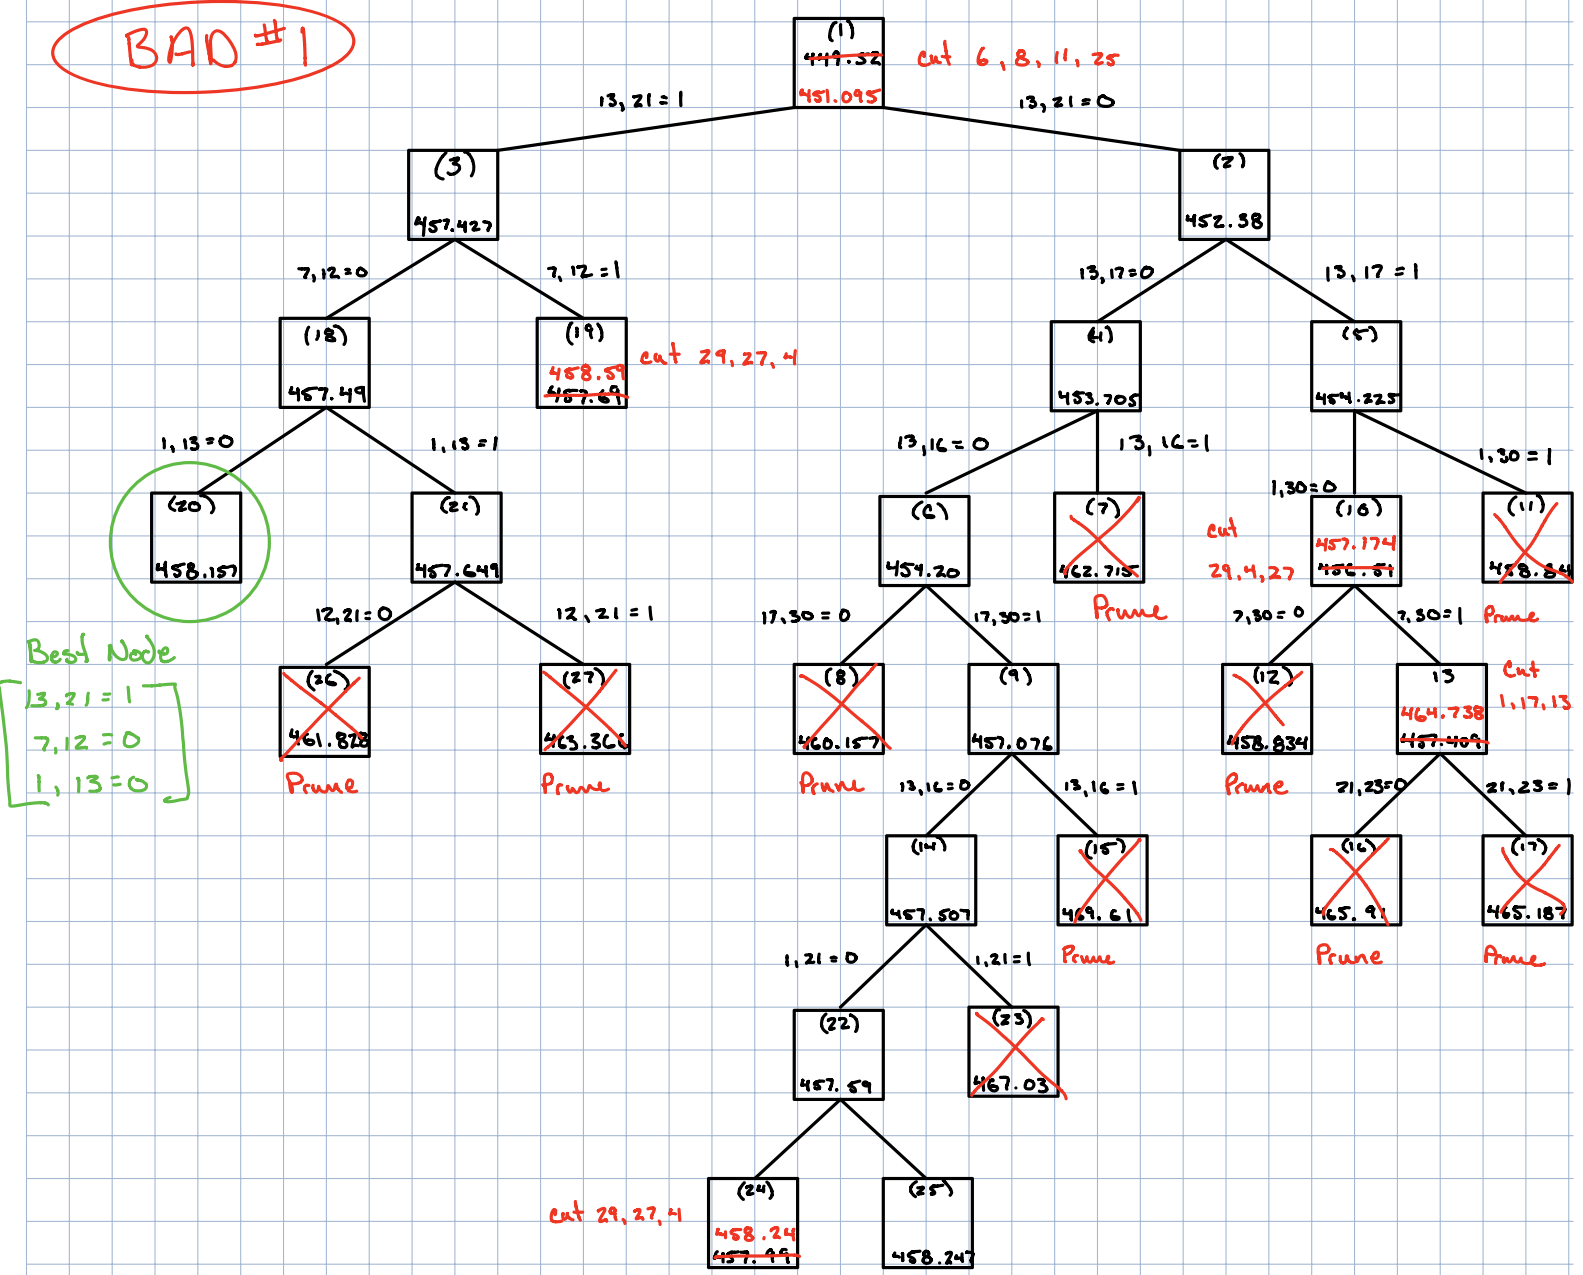 BAD #1
(1)
449.52
451.095
cut 6, 8, 11, 25
13, 21 = 1
13, 21 = 0
(3)
457.427
(2)
452.38
7, 12 = 0
7, 12 = 1
13, 17 = 0
13, 17 = 1
(18)
457.49
(19)
458.59
457.69
cut 29, 27, 4
(4)
453.705
(5)
454.225
1, 13 = 0
1, 13 = 1
13, 16 = 0
13, 16 = 1
1, 30 = 0
1, 30 = 1
(20)
458.157
(21)
457.649
(6)
454.20
(7)
462.715
Prune
cut
29, 4, 27
(10)
457.174
456.51
(11)
458.84
Prune
12, 21 = 0
12, 21 = 1
17, 30 = 0
17, 30 = 1
7, 30 = 0
7, 30 = 1
Best Node
13, 21 = 1
7, 12 = 0
1, 13 = 0
(26)
461.828
Prune
(27)
463.366
Prune
(8)
460.157
Prune
(9)
457.076
(12)
458.834
Prune
13
464.738
457.409
Cut
1, 17, 13
13, 16 = 0
13, 16 = 1
21, 23 = 0
21, 23 = 1
(14)
457.507
(15)
469.61
Prune
(16)
465.91
Prune
(17)
465.187
Prune
1, 21 = 0
1, 21 = 1
(22)
457.59
(23)
467.03
cut 29, 27, 4
(24)
458.24
457.99
(25)
458.247